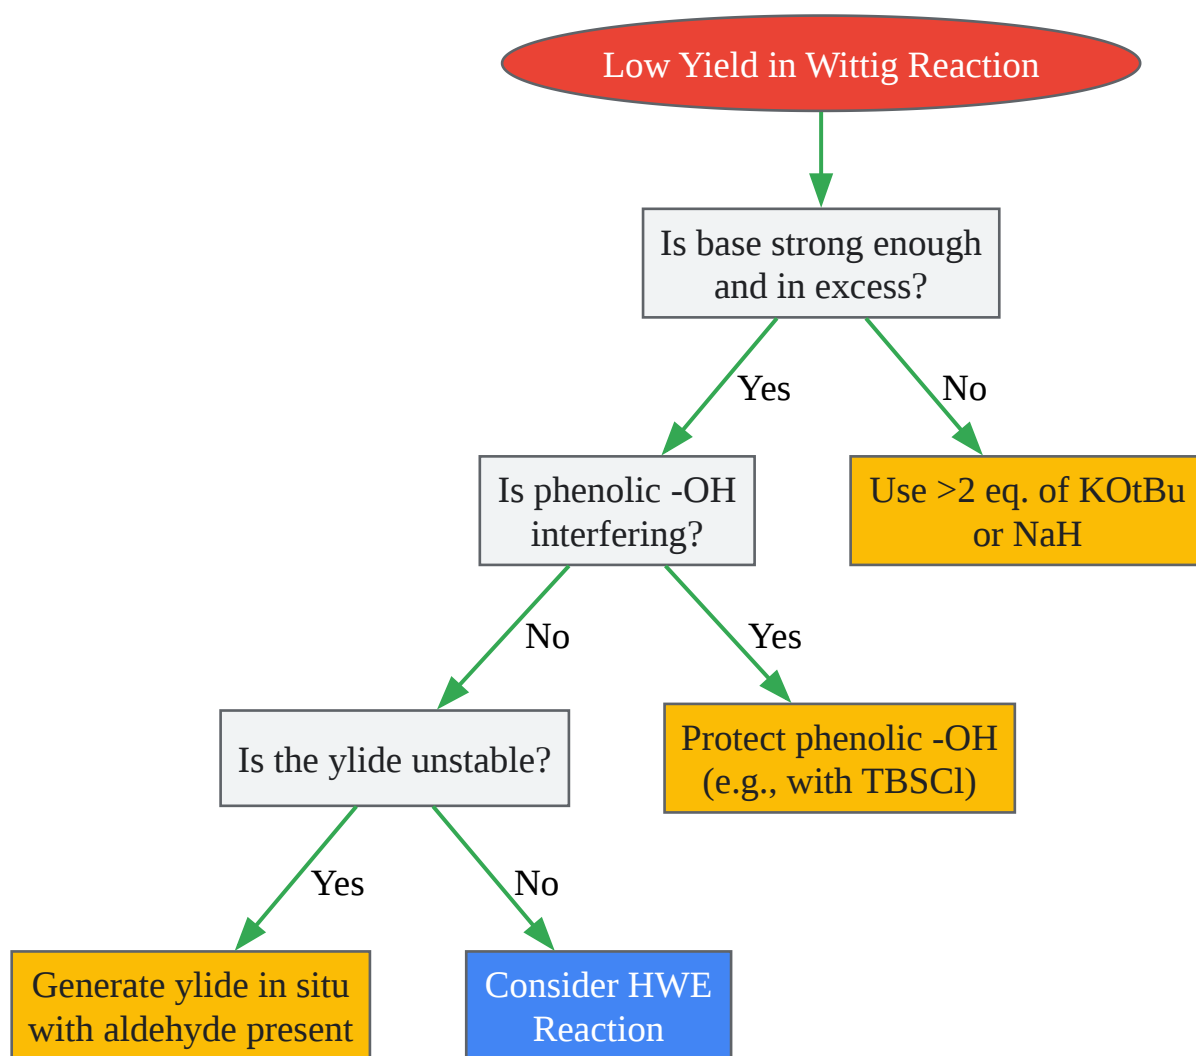 Low Yield in Wittig Reaction
Is base strong enough
and in excess?
Yes
No
Is phenolic -OH
interfering?
Use >2 eq. of KOtBu
or NaH
No
Yes
Is the ylide unstable?
Protect phenolic -OH
(e.g., with TBSCl)
Yes
No
Generate ylide in situ
with aldehyde present
Consider HWE
Reaction